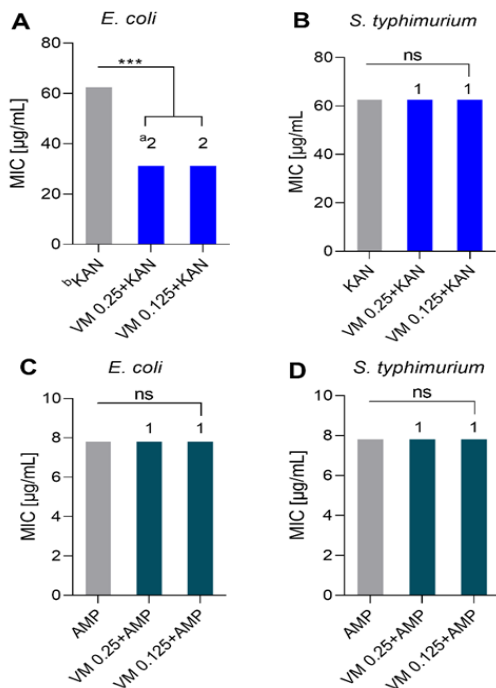 A
E. coli
MIC [µg/mL]
80
60
40
20
0
***
ª2
2
ᵇKAN
VM 0.25+KAN
VM 0.125+KAN
B
S. typhimurium
MIC [µg/mL
80
60
40
20
0
ns
1
1
KAN
VM 0.25+KAN
VM 0.125+KAN
C
E. coli
MIC [µg/mL]
10
8
6
4
2
0
ns
1
1
AMP
VM 0.25+AMP
VM 0.125+AMP
D
S. typhimurium
MIC [µg/mL]
10
8
6
4
2
0
ns
1
1
AMP
VM 0.25+AMP
VM 0.125+AMP